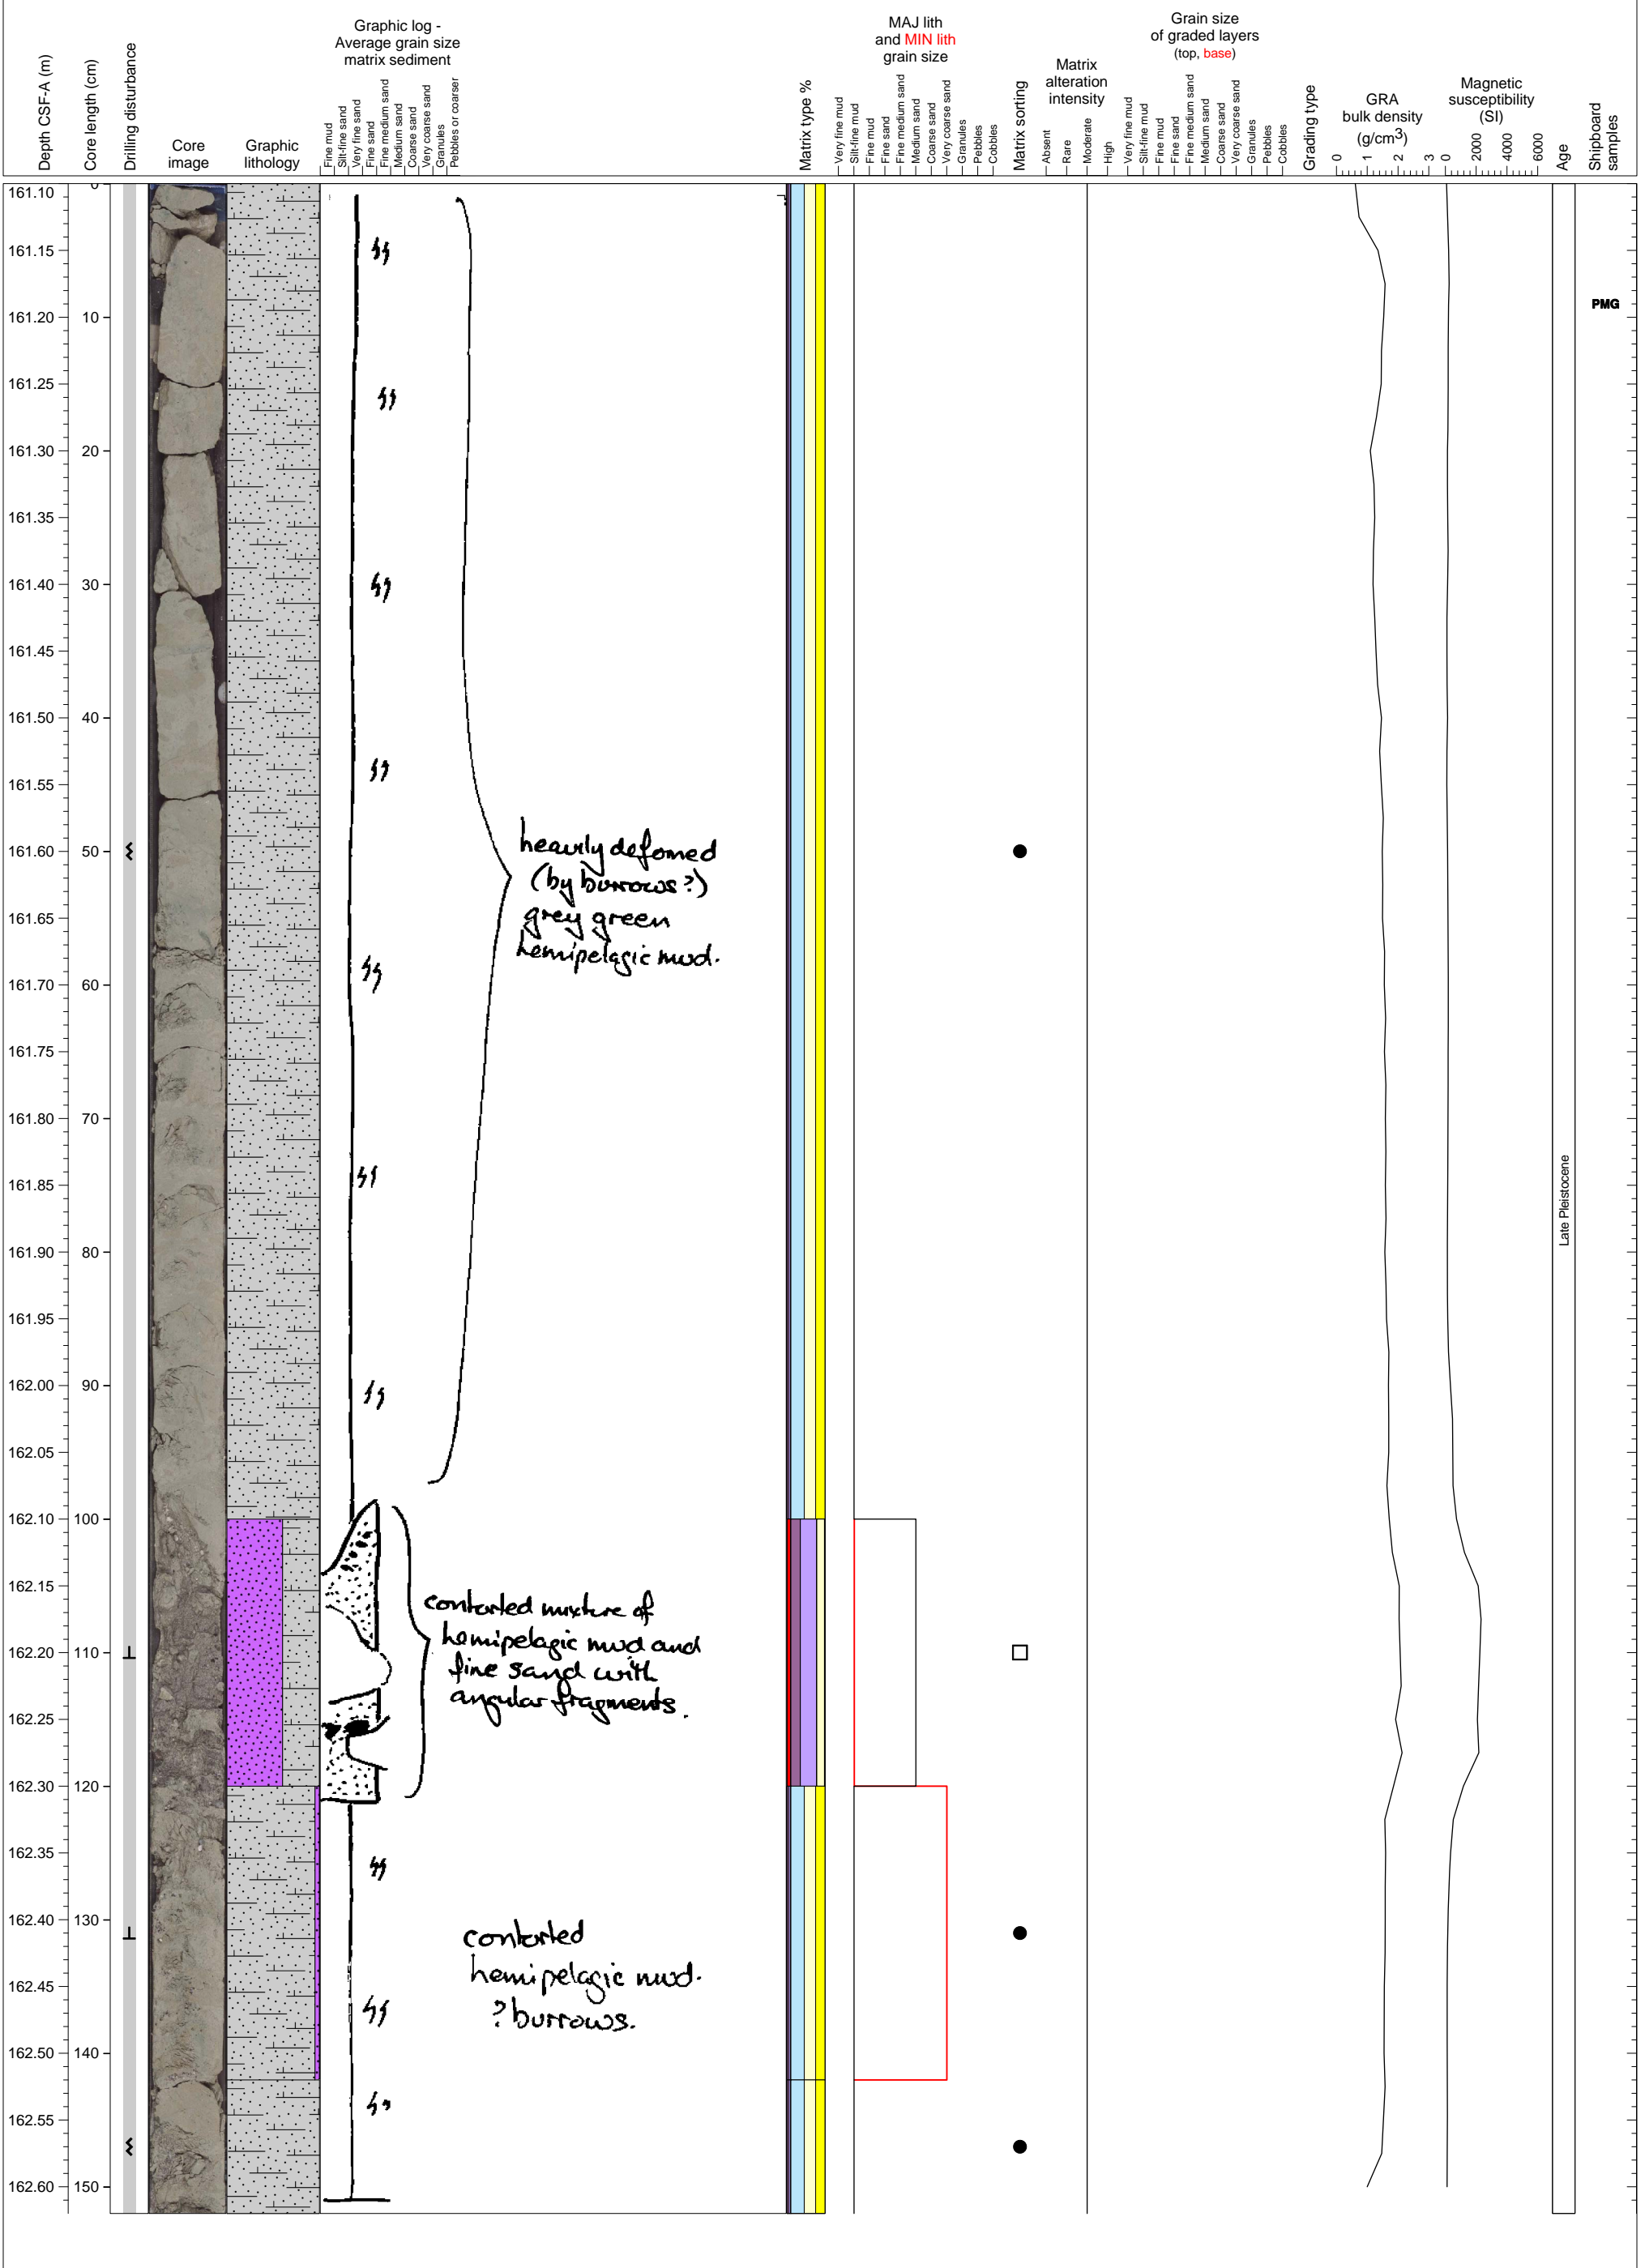 Depth CSF-A (m)
Core length (cm)
Drilling disturbance
Core
image
Graphic
lithology
Graphic log -
Average grain size
matrix sediment
Fine mud
Silt-fine sand
Very fine sand
Fine sand
Fine medium sand
Medium sand
Coarse sand
Very coarse sand
Granules
Pebbles or coarser
Matrix type %
MAJ lith
and MIN lith
grain size
Very fine mud
Silt-fine mud
Fine mud
Fine sand
Fine medium sand
Medium sand
Coarse sand
Very coarse sand
Granules
Pebbles
Cobbles
Matrix sorting
Matrix
alteration
intensity
Absent
Rare
Moderate
High
Grain size
of graded layers
(top, base)
Very fine mud
Silt-fine mud
Fine mud
Fine sand
Fine medium sand
Medium sand
Coarse sand
Very coarse sand
Granules
Pebbles
Cobbles
Grading type
GRA
bulk density
(g/cm3)
0 1 2 3
Magnetic
susceptibility
(SI)
0 2000 4000 6000
Age
Shipboard
samples
161.10 0
161.15
161.20 10
161.25
161.30 20
161.35
161.40 30
161.45
161.50 40
161.55
161.60 50
161.65
161.70 60
161.75
161.80 70
161.85
161.90 80
161.95
162.00 90
162.05
162.10 100
162.15
162.20 110
162.25
162.30 120
162.35
162.40 130
162.45
162.50 140
162.55
162.60 150
PMG
heavily defomed
(by burrows?)
grey green
hemipelagic mud.
Late Pleistocene
contorted mixture of
hemipelagic mud and
fine sand with
angular fragments.
contorted
hemipelagic mud.
? burrows.